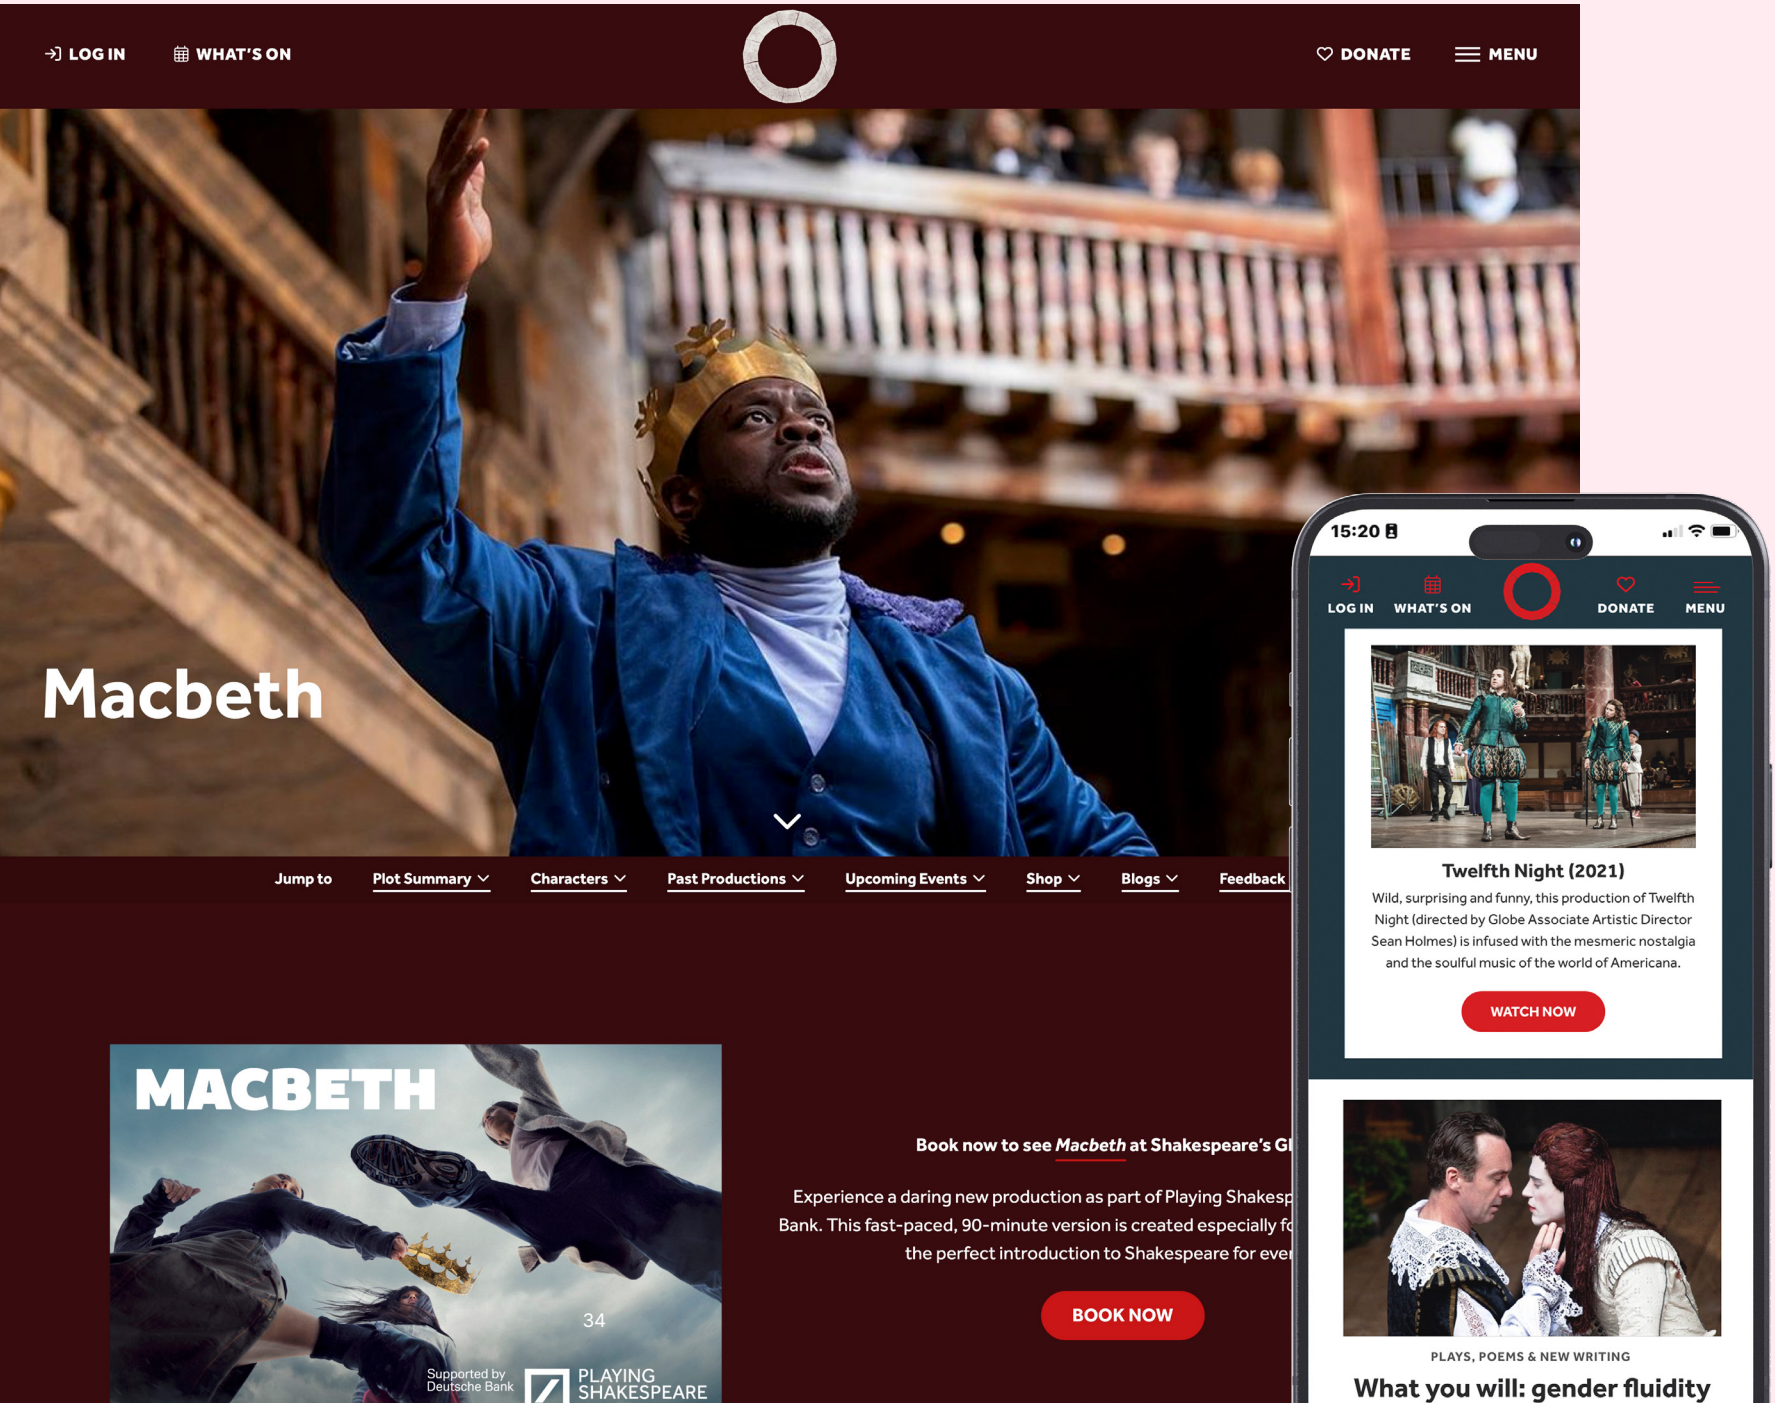 LOG IN
WHAT'S ON
DONATE
MENU
Macbeth
Jump to
Plot Summary
Characters
Past Productions
Upcoming Events
Shop
Blogs
Feedback
MACBETH
34
Supported by
Deutsche Bank
PLAYING
SHAKESPEARE
Book now to see Macbeth at Shakespeare's
Experience a daring new production as part of Playing
Bank. This fast-paced, 90-minute version is created especially
the perfect introduction to Shakespeare for
BOOK NOW
15:20
LOG IN
WHAT'S ON
DONATE
MENU
Twelfth Night (2021)
Wild, surprising and funny, this production of Twelfth
Night (directed by Globe Associate Artistic Director
Sean Holmes) is infused with the mesmeric nostalgia
and the soulful music of the world of Americana.
WATCH NOW
PLAYS, POEMS & NEW WRITING
What you will: gender fluidity